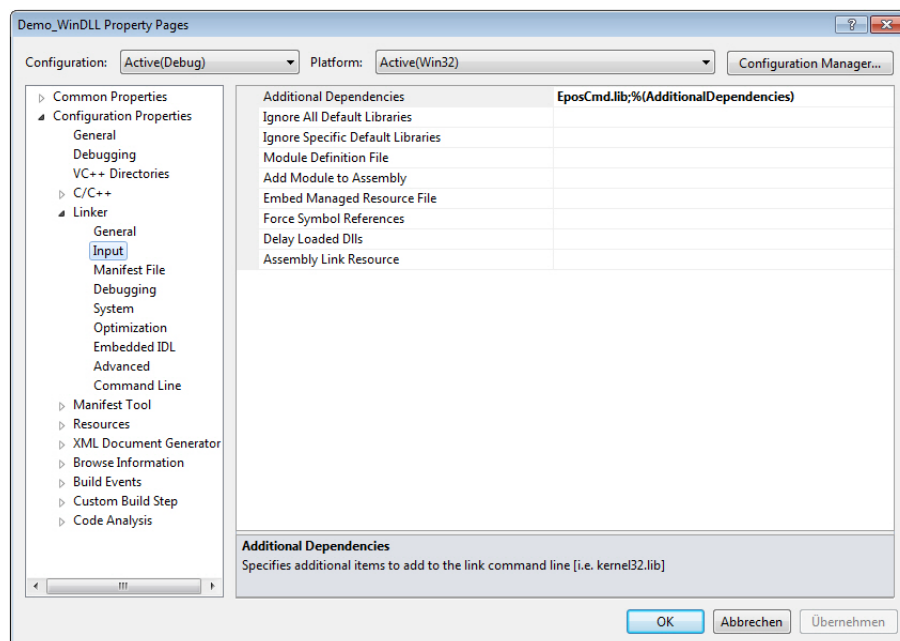 Demo_WinDLL Property Pages
Configuration: Active(Debug) Platform: Active(Win32) Configuration Manager...
Common Properties
Configuration Properties
General
Debugging
VC++ Directories
C/C++
Linker
General
Input
Manifest File
Debugging
System
Optimization
Embedded IDL
Advanced
Command Line
Manifest Tool
Resources
XML Document Generator
Browse Information
Build Events
Custom Build Step
Code Analysis
Additional Dependencies EposCmd.lib;%(AdditionalDependencies)
Ignore All Default Libraries
Ignore Specific Default Libraries
Module Definition File
Add Module to Assembly
Embed Managed Resource File
Force Symbol References
Delay Loaded Dlls
Assembly Link Resource
Additional Dependencies
Specifies additional items to add to the link command line [i.e. kernel32.lib]
OK Abbrechen Übernehmen